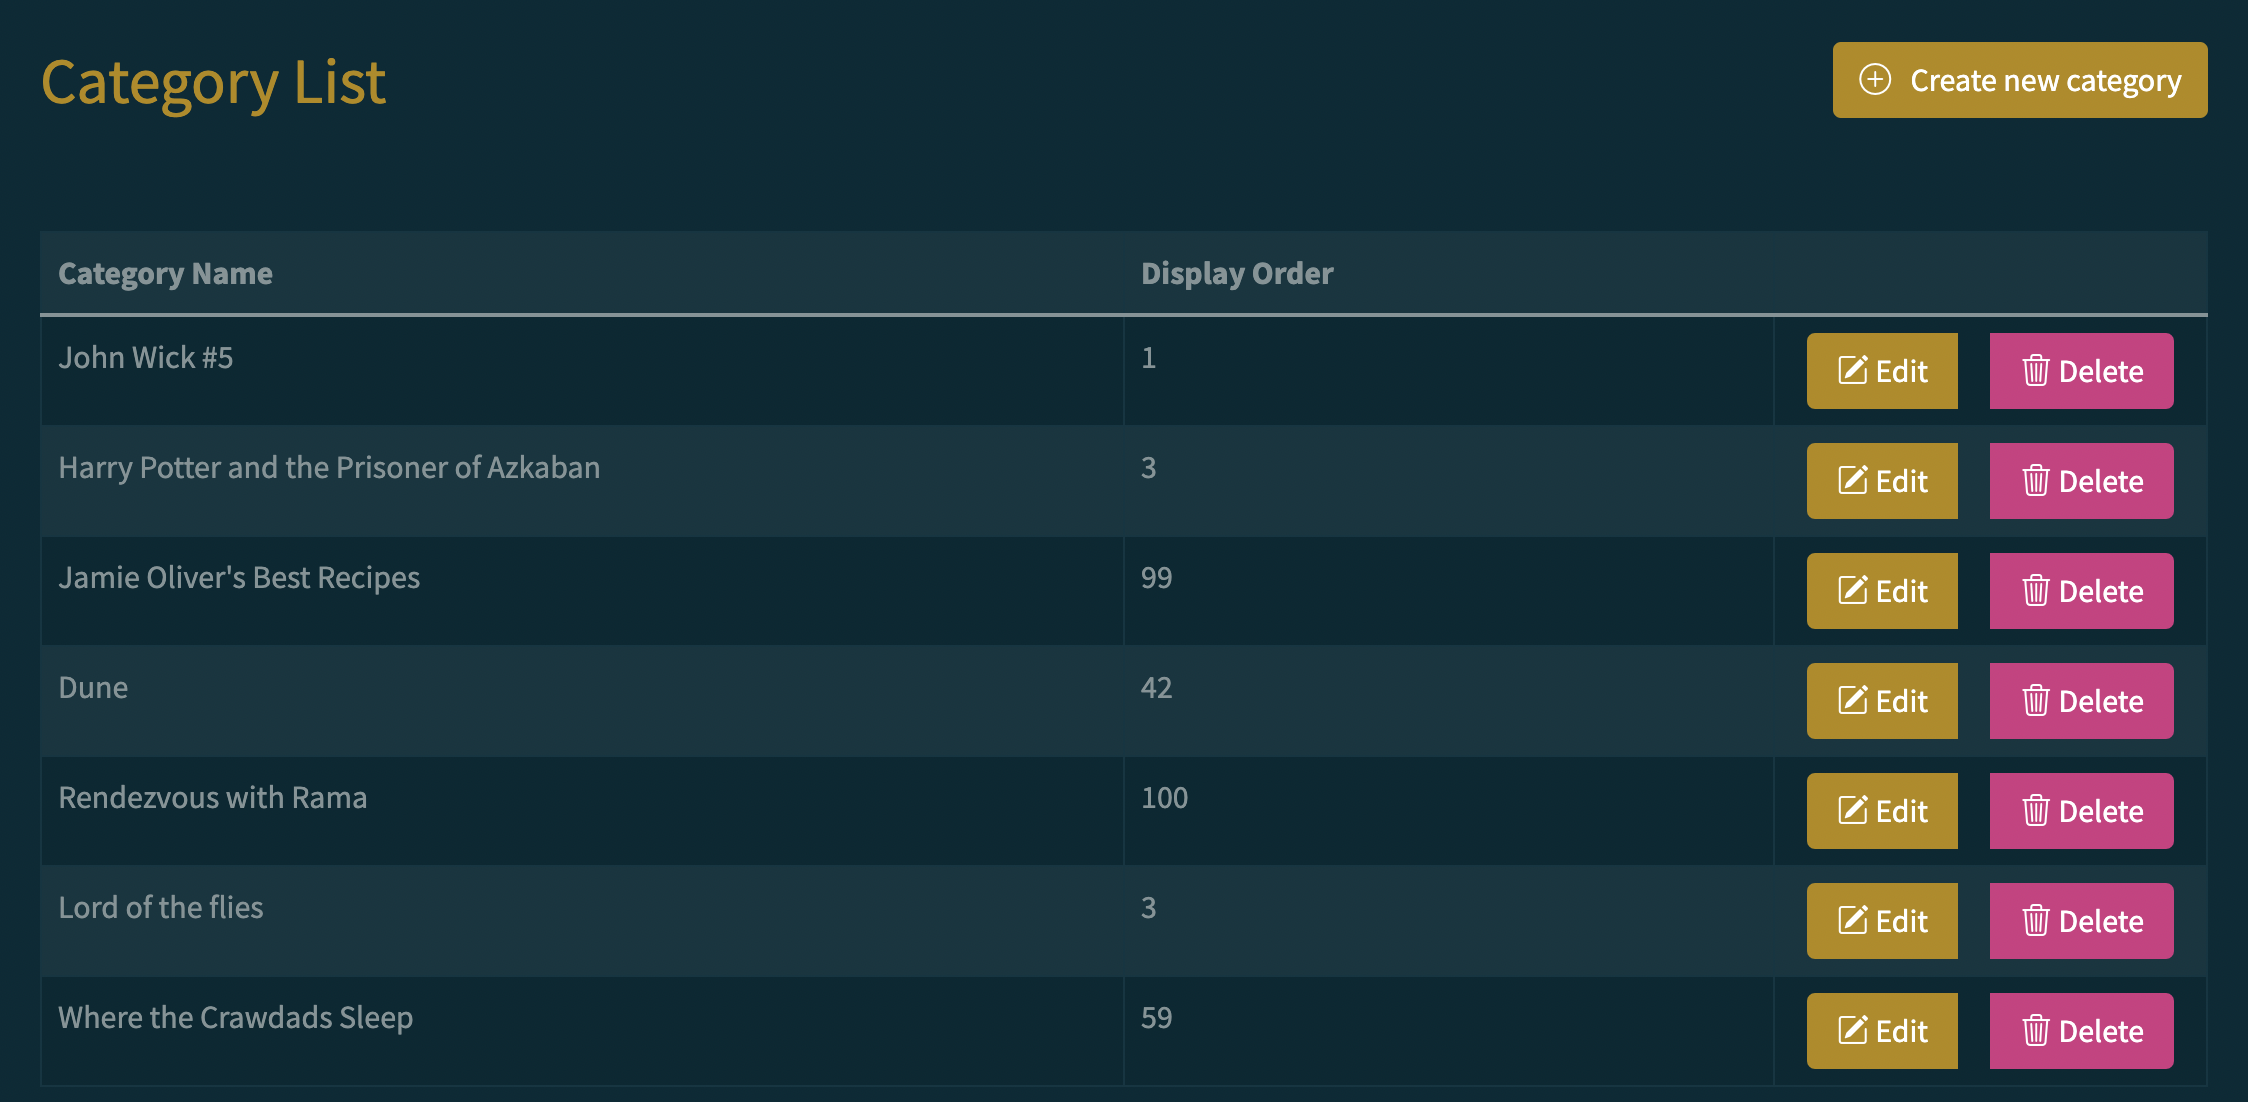 Category List
Create new category
Category Name Display Order
John Wick #5 1 Edit Delete
Harry Potter and the Prisoner of Azkaban 3 Edit Delete
Jamie Oliver's Best Recipes 99 Edit Delete
Dune 42 Edit Delete
Rendezvous with Rama 100 Edit Delete
Lord of the flies 3 Edit Delete
Where the Crawdads Sleep 59 Edit Delete